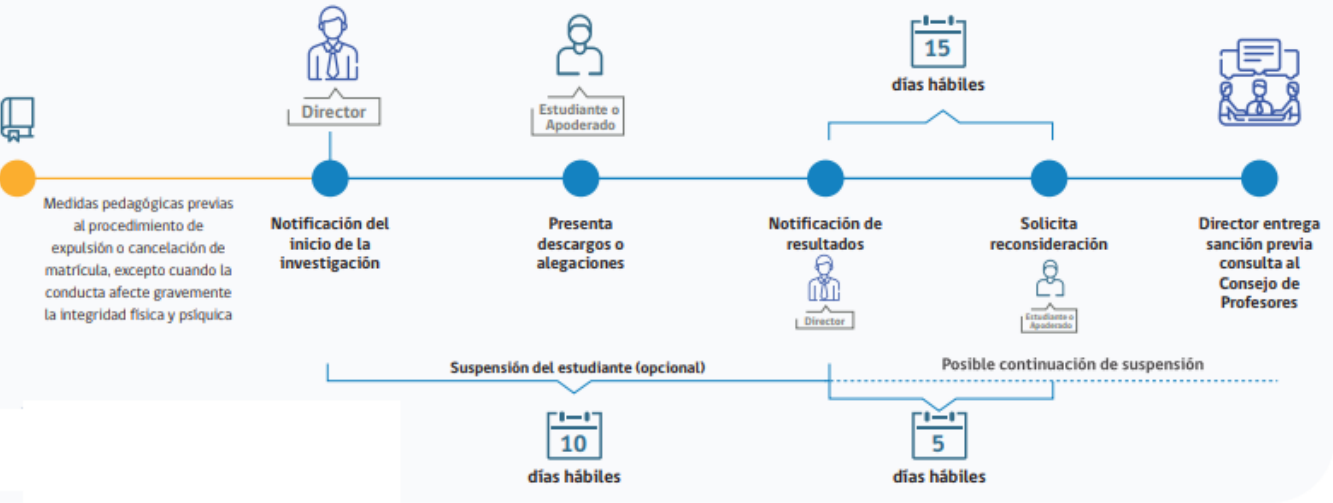 15
días hábiles
Director
Estudiante o
Apoderado
Medidas pedagógicas previas
al procedimiento de
expulsión o cancelación de
matrícula, excepto cuando la
conducta afecte gravemente
la integridad física y psíquica
Notificación del
inicio de la
investigación
Presenta
descargos o
alegaciones
Notificación de
resultados
Director
Solicita
reconsideración
Estudiante o
Apoderado
Director entrega
sanción previa
consulta al
Consejo de
Profesores
Suspensión del estudiante (opcional)
Posible continuación de suspensión
10
días hábiles
5
días hábiles